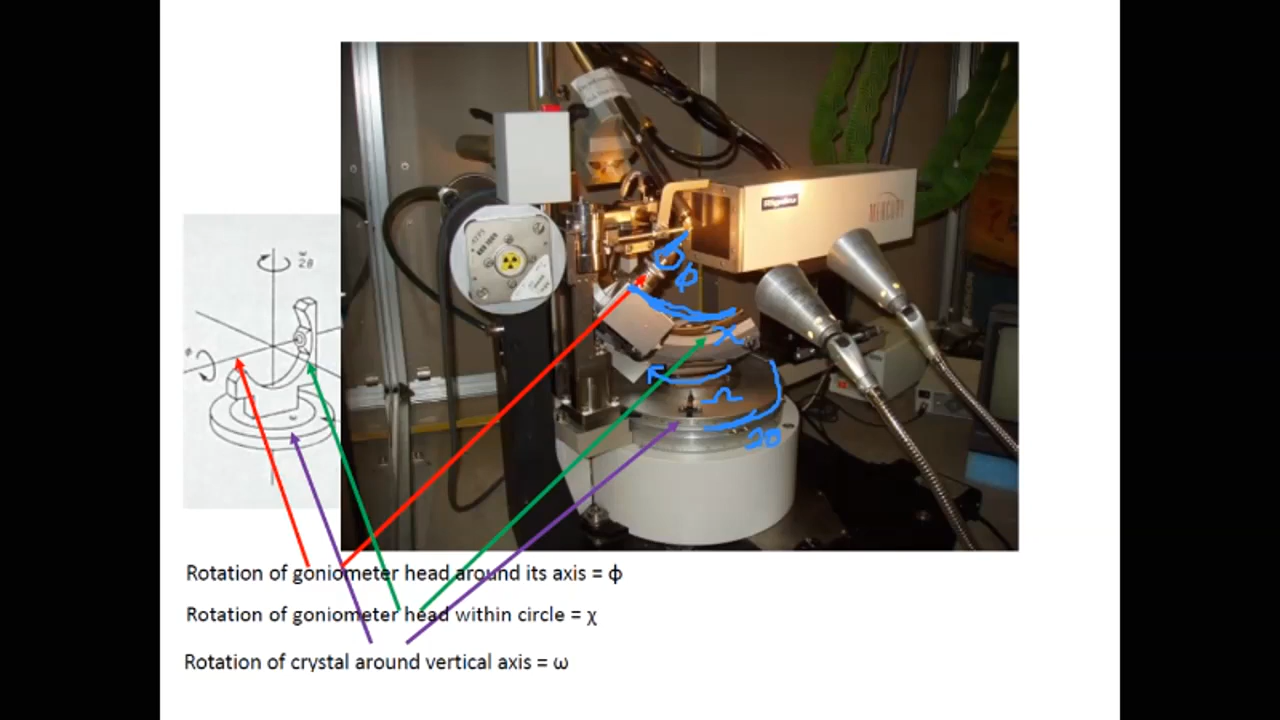 Rigaku
MERCURY
ω
2θ
φ
χ
Ω
2θ
Rotation of goniometer head around its axis = ϕ
Rotation of goniometer head within circle = χ
Rotation of crystal around vertical axis = ω